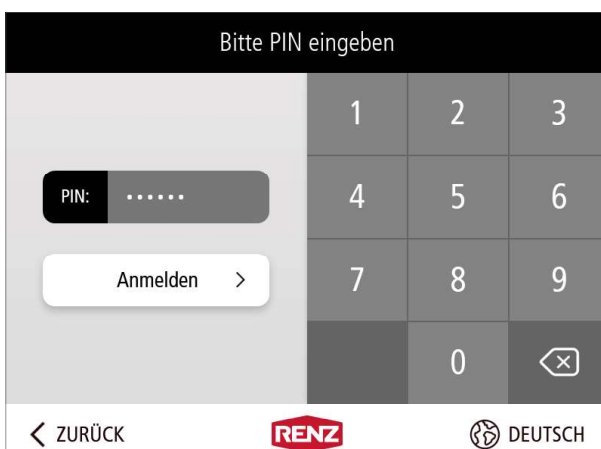 Bitte PIN eingeben
1 2 3
PIN: ••••••
4 5 6
Anmelden >
7 8 9
0
ZURÜCK
RENZ
DEUTSCH